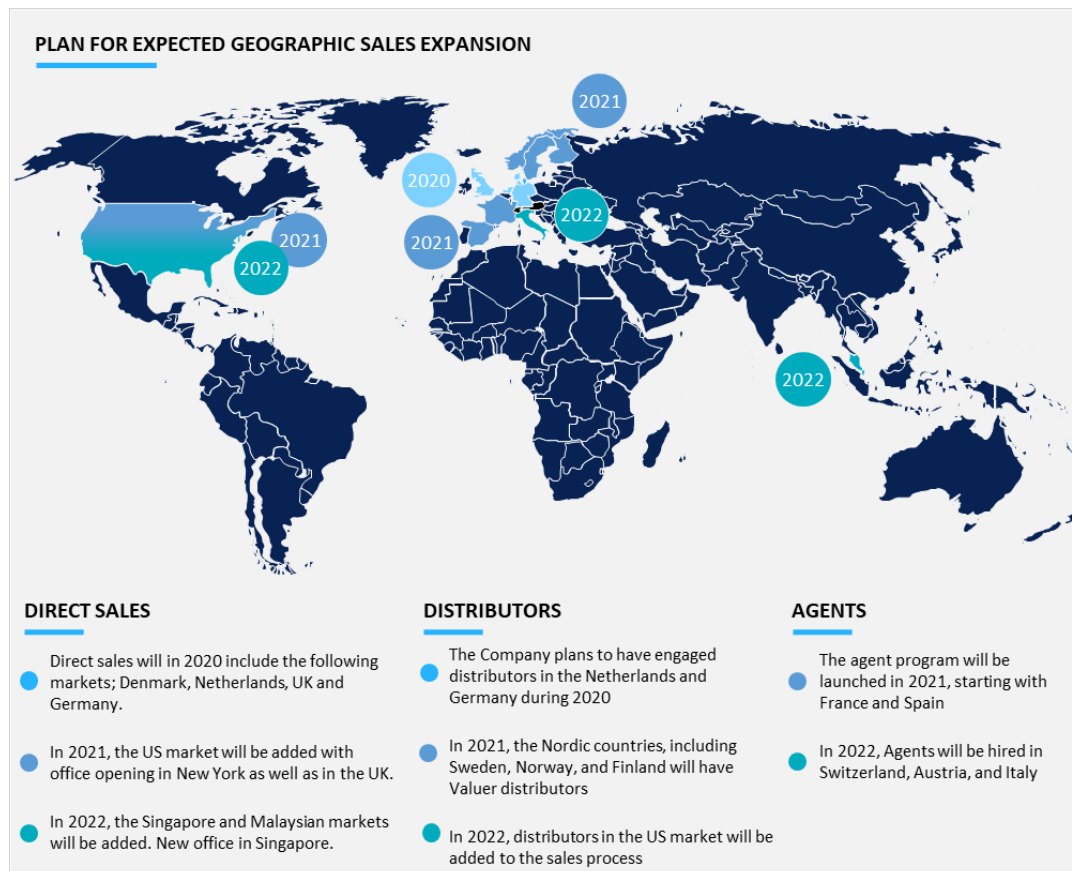 PLAN FOR EXPECTED GEOGRAPHIC SALES EXPANSION
2021
2020
2022
2021
2021
2022
2022
DIRECT SALES
Direct sales will in 2020 include the following
markets; Denmark, Netherlands, UK and
Germany.
In 2021, the US market will be added with
office opening in New York as well as in the UK.
In 2022, the Singapore and Malaysian markets
will be added. New office in Singapore.
DISTRIBUTORS
The Company plans to have engaged
distributors in the Netherlands and
Germany during 2020
In 2021, the Nordic countries, including
Sweden, Norway, and Finland will have
Valuer distributors
In 2022, distributors in the US market will be
added to the sales process
AGENTS
The agent program will be
launched in 2021, starting with
France and Spain
In 2022, Agents will be hired in
Switzerland, Austria, and Italy